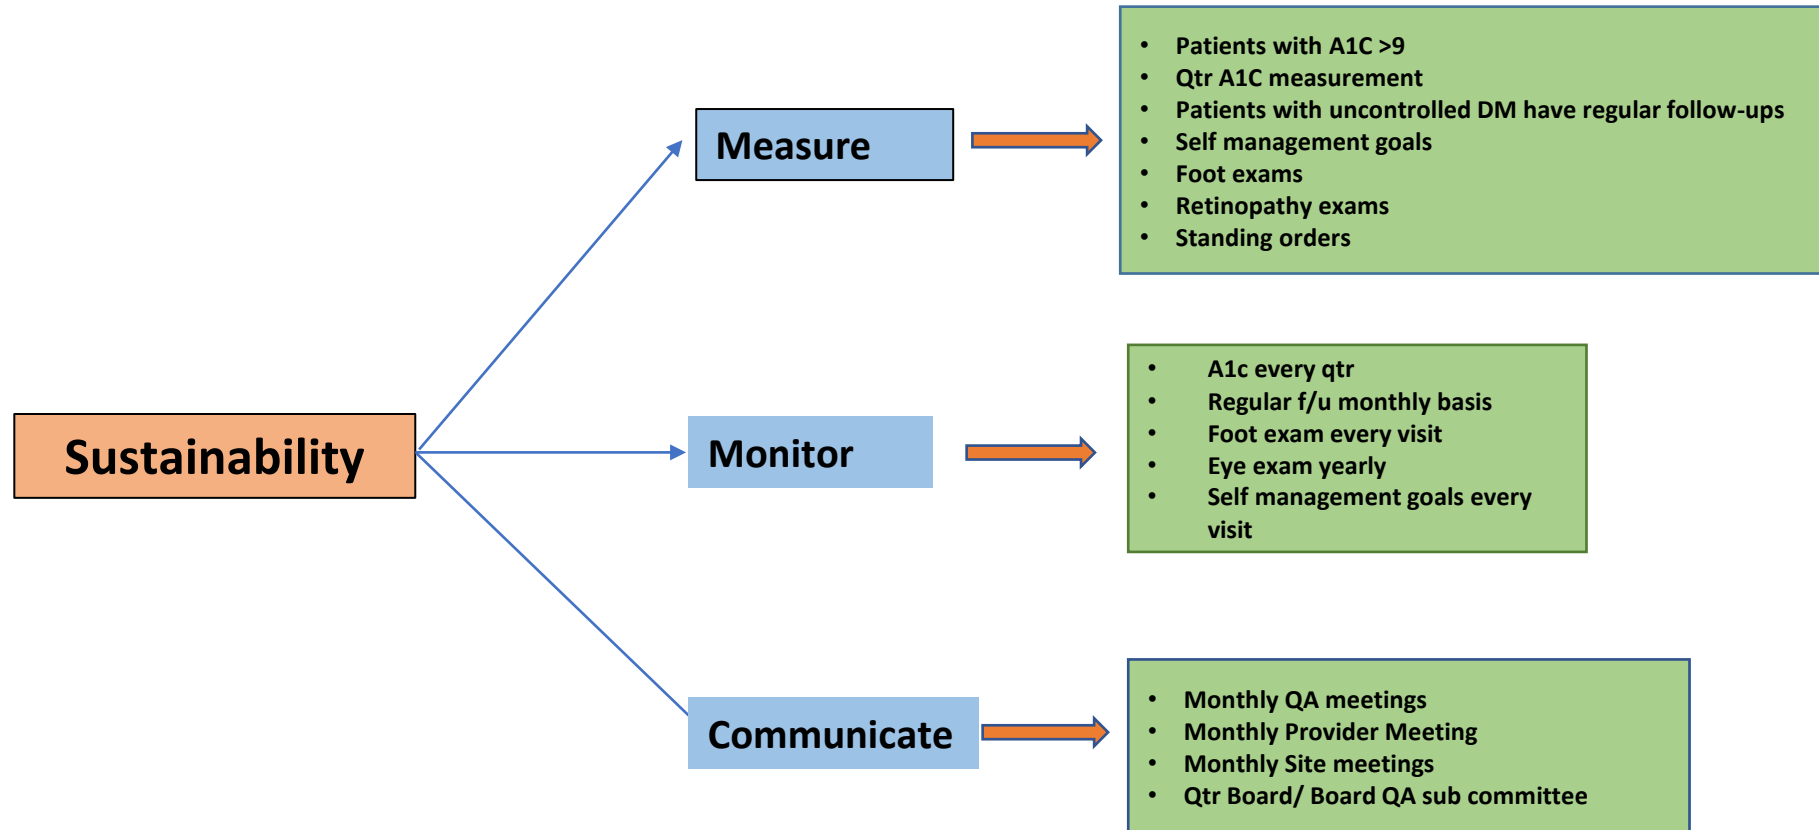 Sustainability
Measure
• Patients with A1C >9
• Qtr A1C measurement
• Patients with uncontrolled DM have regular follow-ups
• Self management goals
• Foot exams
• Retinopathy exams
• Standing orders
Monitor
• A1c every qtr
• Regular f/u monthly basis
• Foot exam every visit
• Eye exam yearly
• Self management goals every
visit
Communicate
• Monthly QA meetings
• Monthly Provider Meeting
• Monthly Site meetings
• Qtr Board/ Board QA sub committee